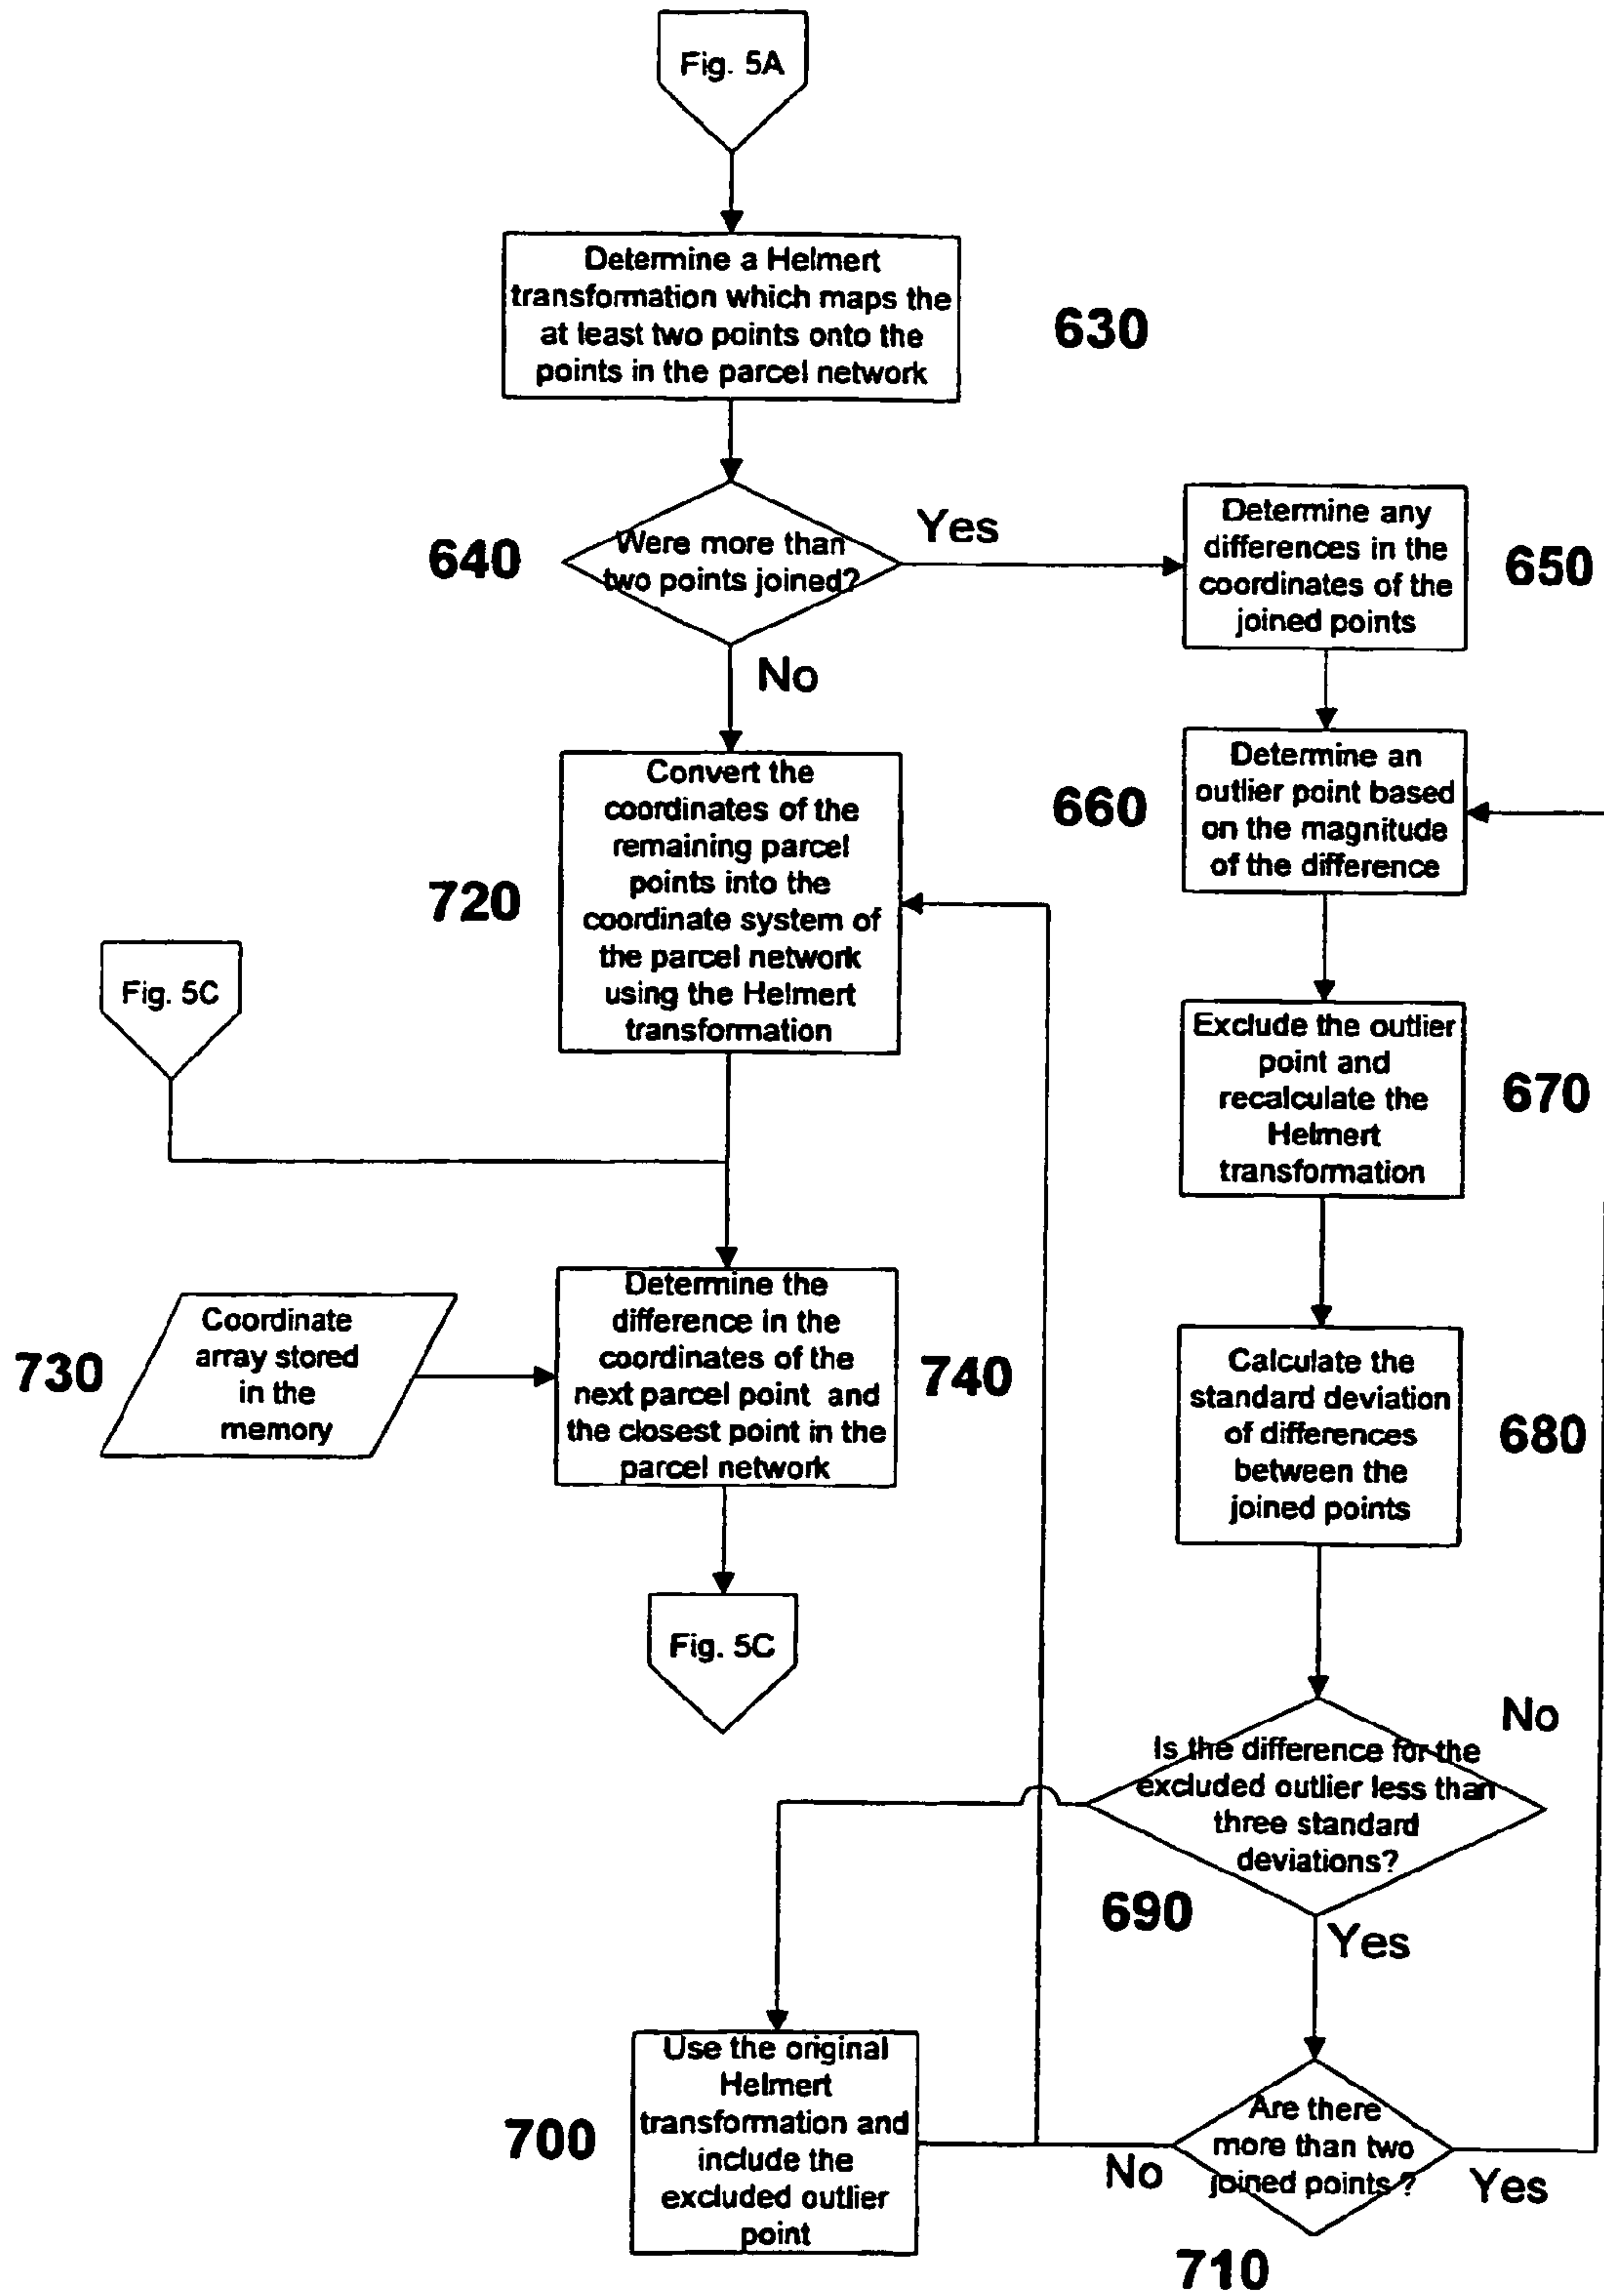 Fig. 5A
Determine a Helmert
transformation which maps the
at least two points onto the
points in the parcel network
630
Were more than
two points joined?
640
Yes
No
Determine any
differences in the
coordinates of the
joined points
650
Determine an
outlier point based
on the magnitude
of the difference
660
Convert the
coordinates of the
remaining parcel
points into the
coordinate system of
the parcel network
using the Helmert
transformation
720
Fig. 5C
Exclude the outlier
point and
recalculate the
Helmert
transformation
670
Coordinate
array stored
in the
memory
730
Determine the
difference in the
coordinates of the
next parcel point and
the closest point in the
parcel network
740
Calculate the
standard deviation
of differences
between the
joined points
680
Fig. 5C
Is the difference for the
excluded outlier less than
three standard
deviations?
No
690
Yes
Use the original
Helmert
transformation and
include the
excluded outlier
point
700
Are there
more than two
joined points ?
No
Yes
710